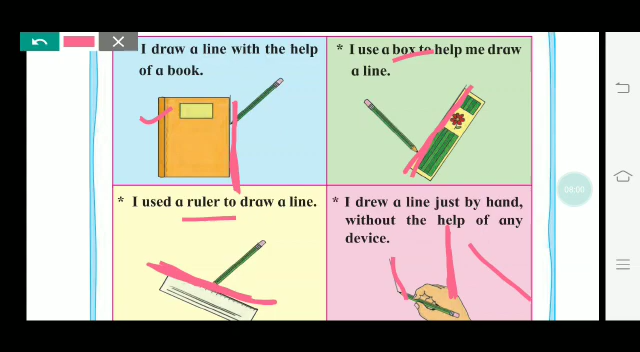 I draw a line with the help
of a book.
* I use a box to help me draw
a line.
* I used a ruler to draw a line.
* I drew a line just by hand,
without the help of any
device.
08:00